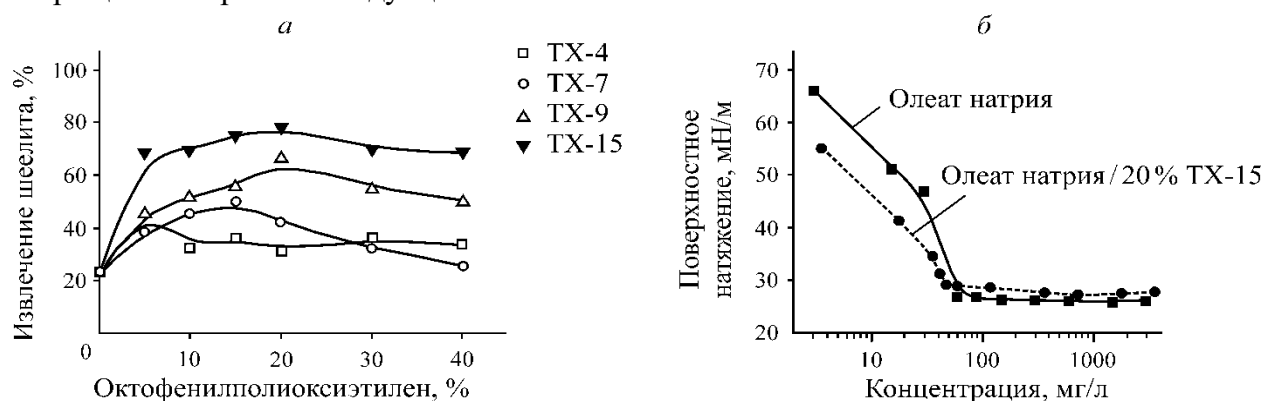 а
Извлечение шеелита, %
100
80
60
40
20
0
10
20
30
40
Октофенилполиоксиэтилен, %
ТХ-4
ТХ-7
ТХ-9
ТХ-15
б
Поверхностное
натяжение, мН/м
70
60
50
40
30
20
Олеат натрия
Олеат натрия / 20 % ТХ-15
10
100
1000
Концентрация, мг/л